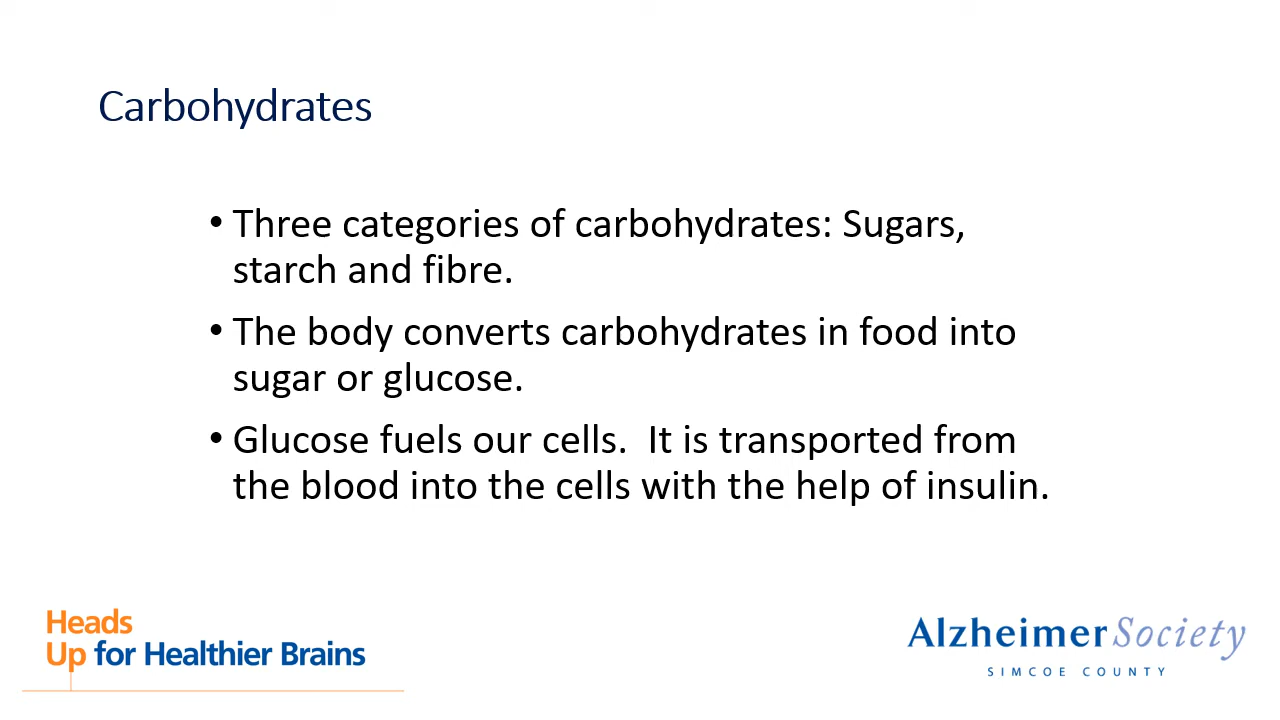 Carbohydrates
• Three categories of carbohydrates: Sugars,
starch and fibre.
• The body converts carbohydrates in food into
sugar or glucose.
• Glucose fuels our cells.  It is transported from
the blood into the cells with the help of insulin.
Heads
Up for Healthier Brains
AlzheimerSociety
SIMCOE COUNTY